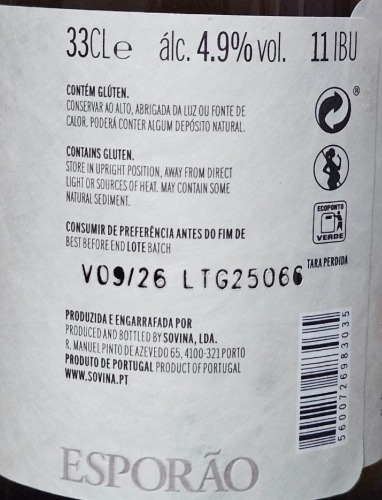 33CLe álc. 4.9% vol. 11 IBU
CONTÉM GLÚTEN.
CONSERVAR AO ALTO, ABRIGADA DA LUZ OU FONTE DE
CALOR. PODERÁ CONTER ALGUM DEPÓSITO NATURAL.
®
CONTAINS GLUTEN.
STORE IN UPRIGHT POSITION, AWAY FROM DIRECT
LIGHT OR SOURCES OF HEAT. MAY CONTAIN SOME
NATURAL SEDIMENT.
ECOPONTO
VERDE
CONSUMIR DE PREFERÊNCIA ANTES DO FIM DE
BEST BEFORE END LOTE BATCH
TARA PERDIDA
V09/26 LTG25066
PRODUZIDA E ENGARRAFADA POR
PRODUCED AND BOTTLED BY SOVINA, LDA.
R. MANUEL PINTO DE AZEVEDO 65, 4100-321 PORTO
PRODUTO DE PORTUGAL PRODUCT OF PORTUGAL
WWW.SOVINA.PT
5600726983035
ESPORÃO